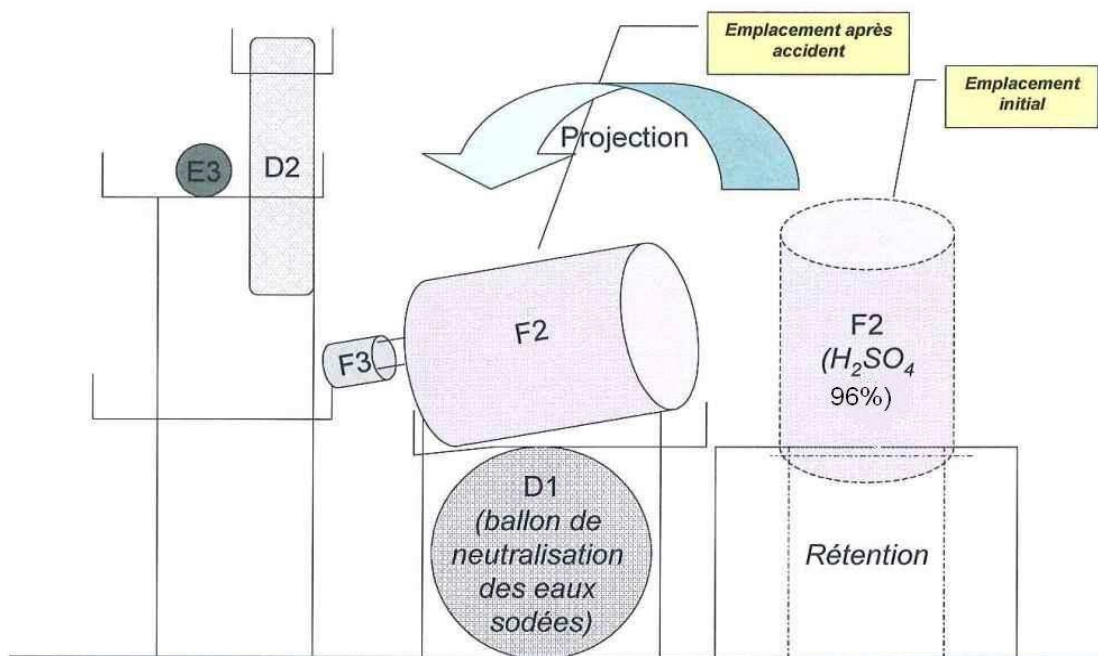 Emplacement après
accident
Emplacement
initial
Projection
E3
D2
F2
F3
F2
(H₂SO₄
96%)
D1
(ballon de
neutralisation
des eaux
sodées)
Rétention